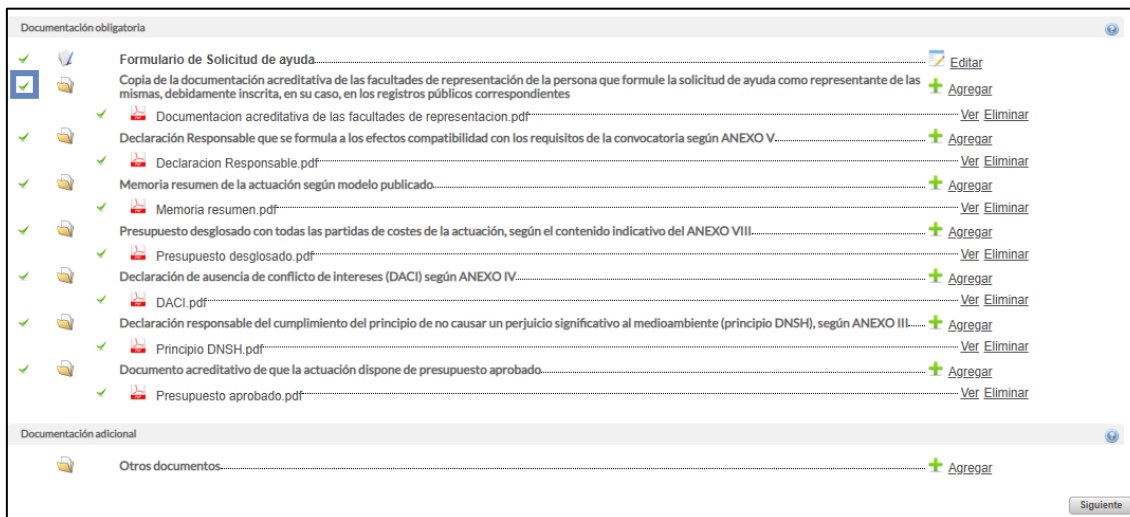 Documentación obligatoria
Formulario de Solicitud de ayuda Editar
Copia de la documentación acreditativa de las facultades de representación de la persona que formule la solicitud de ayuda como representante de las
mismas, debidamente inscrita, en su caso, en los registros públicos correspondientes Agregar
Documentacion acreditativa de las facultades de representacion.pdf Ver Eliminar
Declaración Responsable que se formula a los efectos compatibilidad con los requisitos de la convocatoria según ANEXO V Agregar
Declaracion Responsable.pdf Ver Eliminar
Memoria resumen de la actuación según modelo publicado Agregar
Memoria resumen.pdf Ver Eliminar
Presupuesto desglosado con todas las partidas de costes de la actuación, según el contenido indicativo del ANEXO VIII Agregar
Presupuesto desglosado.pdf Ver Eliminar
Declaración de ausencia de conflicto de intereses (DACI) según ANEXO IV Agregar
DACI.pdf Ver Eliminar
Declaración responsable del cumplimiento del principio de no causar un perjuicio significativo al medioambiente (principio DNSH), según ANEXO III Agregar
Principio DNSH.pdf Ver Eliminar
Documento acreditativo de que la actuación dispone de presupuesto aprobado Agregar
Presupuesto aprobado.pdf Ver Eliminar
Documentación adicional
Otros documentos Agregar
Siguiente